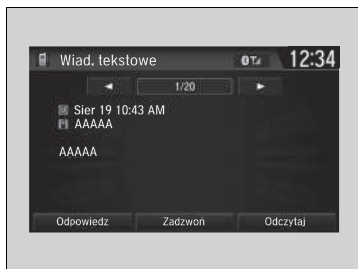 Wiad. tekstowe
12:34
1/20
Sier 19 10:43 AM
AAAAA
AAAAA
Odpowiedz Zadzwoń Odczytaj